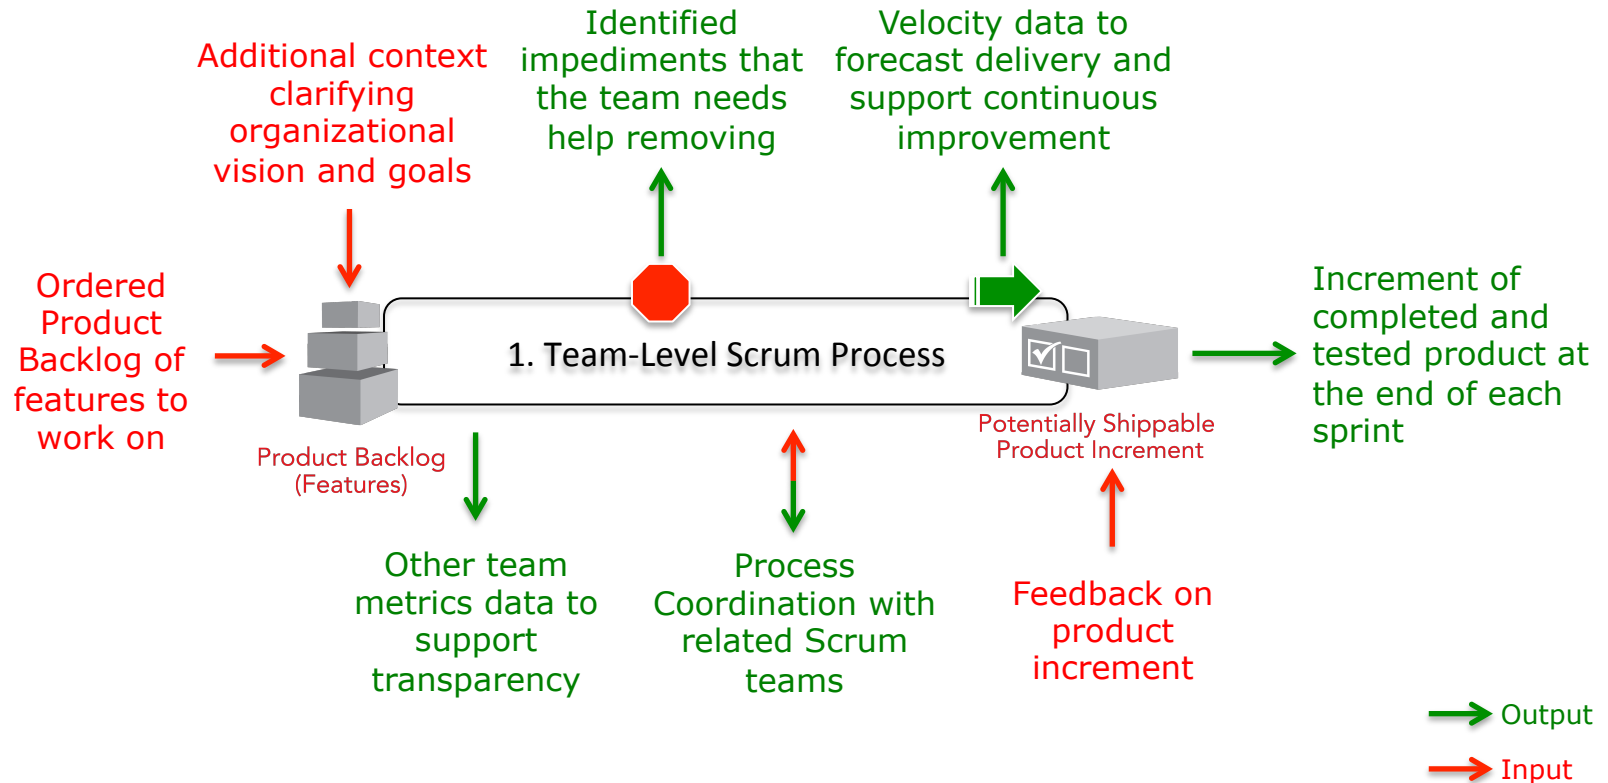 Additional context
clarifying
organizational
vision and goals
Identified
impediments that
the team needs
help removing
Velocity data to
forecast delivery and
support continuous
improvement
Ordered
Product
Backlog of
features to
work on
1. Team-Level Scrum Process
Increment of
completed and
tested product at
the end of each
sprint
Product Backlog
(Features)
Potentially Shippable
Product Increment
Other team
metrics data to
support
transparency
Process
Coordination with
related Scrum
teams
Feedback on
product
increment
Output
Input